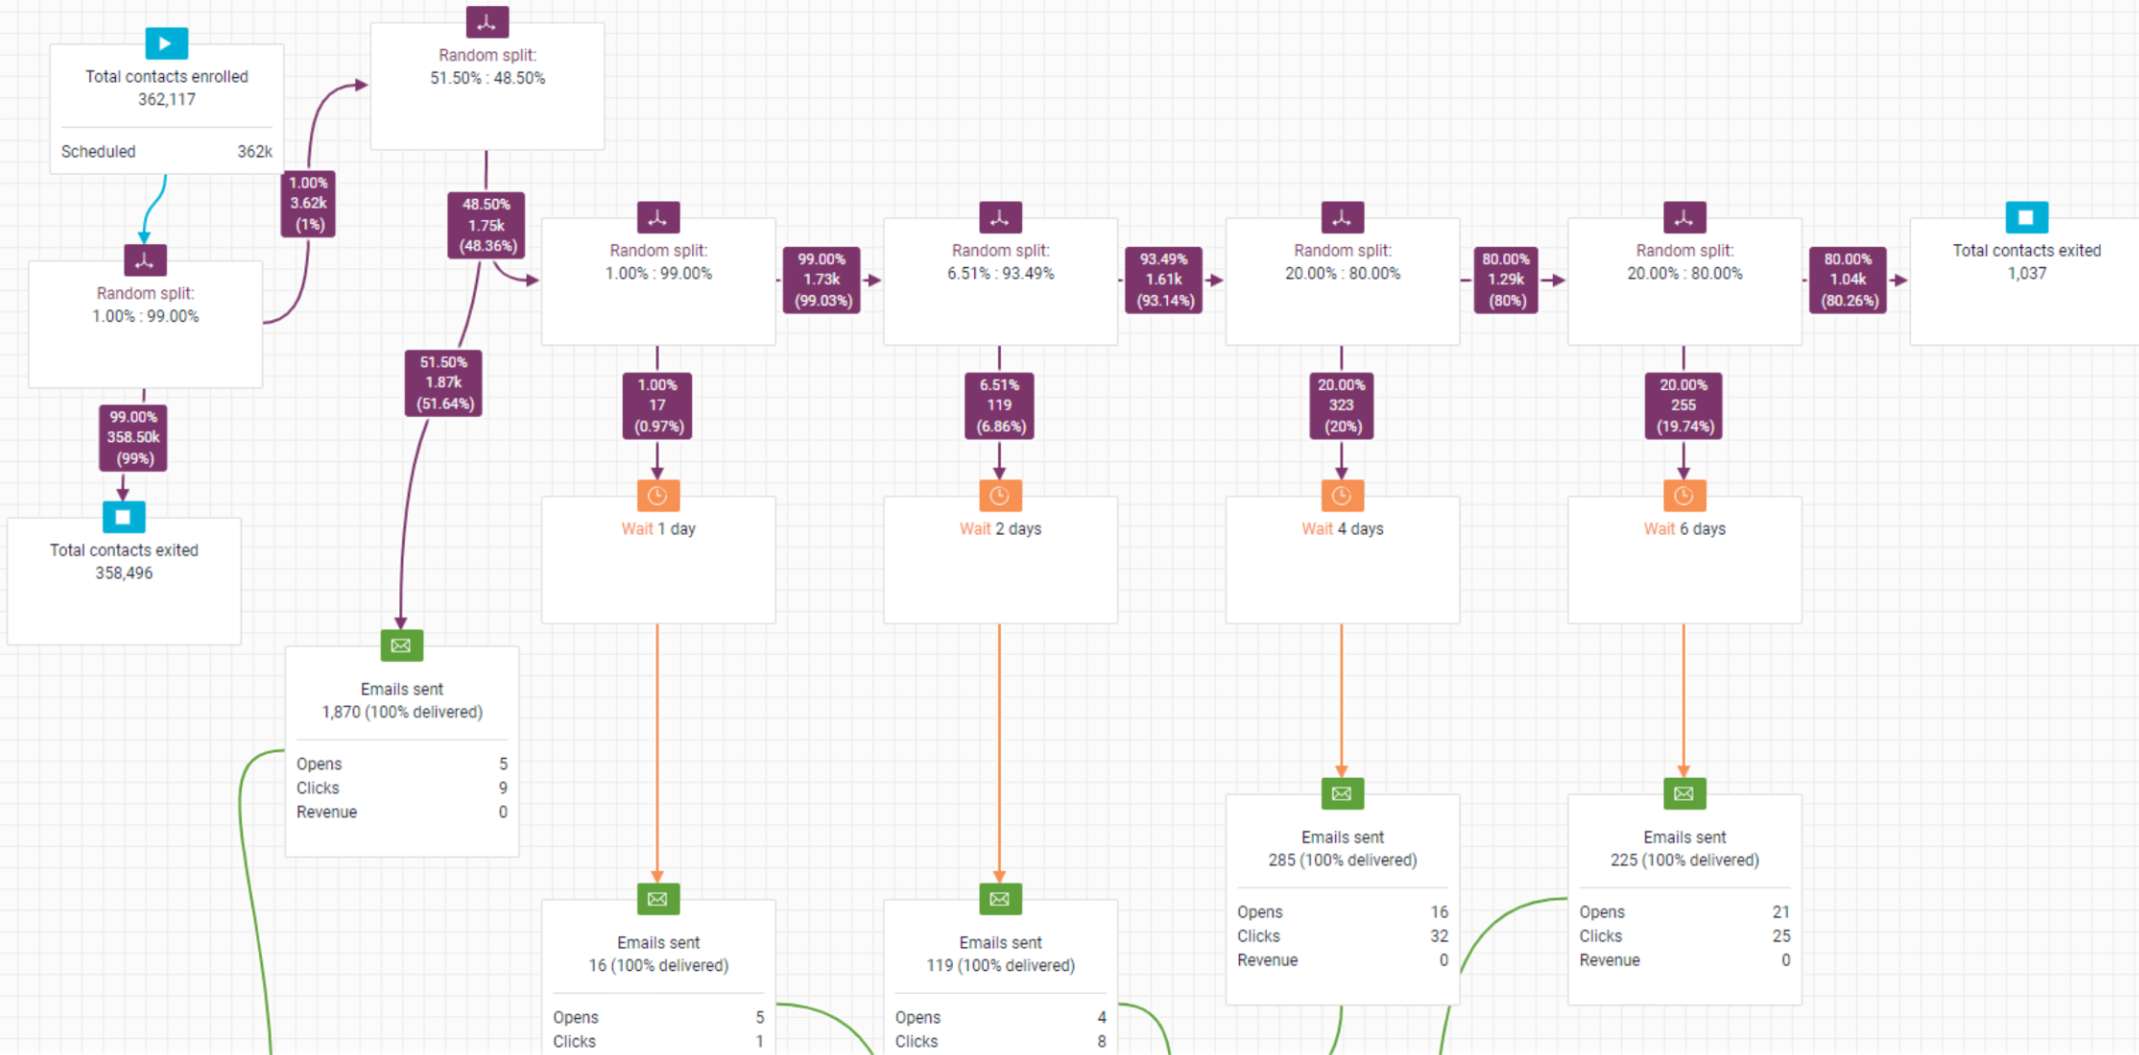 Total contacts enrolled
362,117
Scheduled 362k
1.00%
3.62k
(1%)
Random split:
1.00% : 99.00%
99.00%
358.50k
(99%)
Total contacts exited
358,496
Random split:
51.50% : 48.50%
48.50%
1.75k
(48.36%)
51.50%
1.87k
(51.64%)
Emails sent
1,870 (100% delivered)
Opens 5
Clicks 9
Revenue 0
Random split:
1.00% : 99.00%
99.00%
1.73k
(99.03%)
1.00%
17
(0.97%)
Wait 1 day
Emails sent
16 (100% delivered)
Opens 5
Clicks 1
Random split:
6.51% : 93.49%
93.49%
1.61k
(93.14%)
6.51%
119
(6.86%)
Wait 2 days
Emails sent
119 (100% delivered)
Opens 4
Clicks 8
Random split:
20.00% : 80.00%
80.00%
1.29k
(80%)
20.00%
323
(20%)
Wait 4 days
Emails sent
285 (100% delivered)
Opens 16
Clicks 32
Revenue 0
Random split:
20.00% : 80.00%
80.00%
1.04k
(80.26%)
20.00%
255
(19.74%)
Wait 6 days
Emails sent
225 (100% delivered)
Opens 21
Clicks 25
Revenue 0
Total contacts exited
1,037